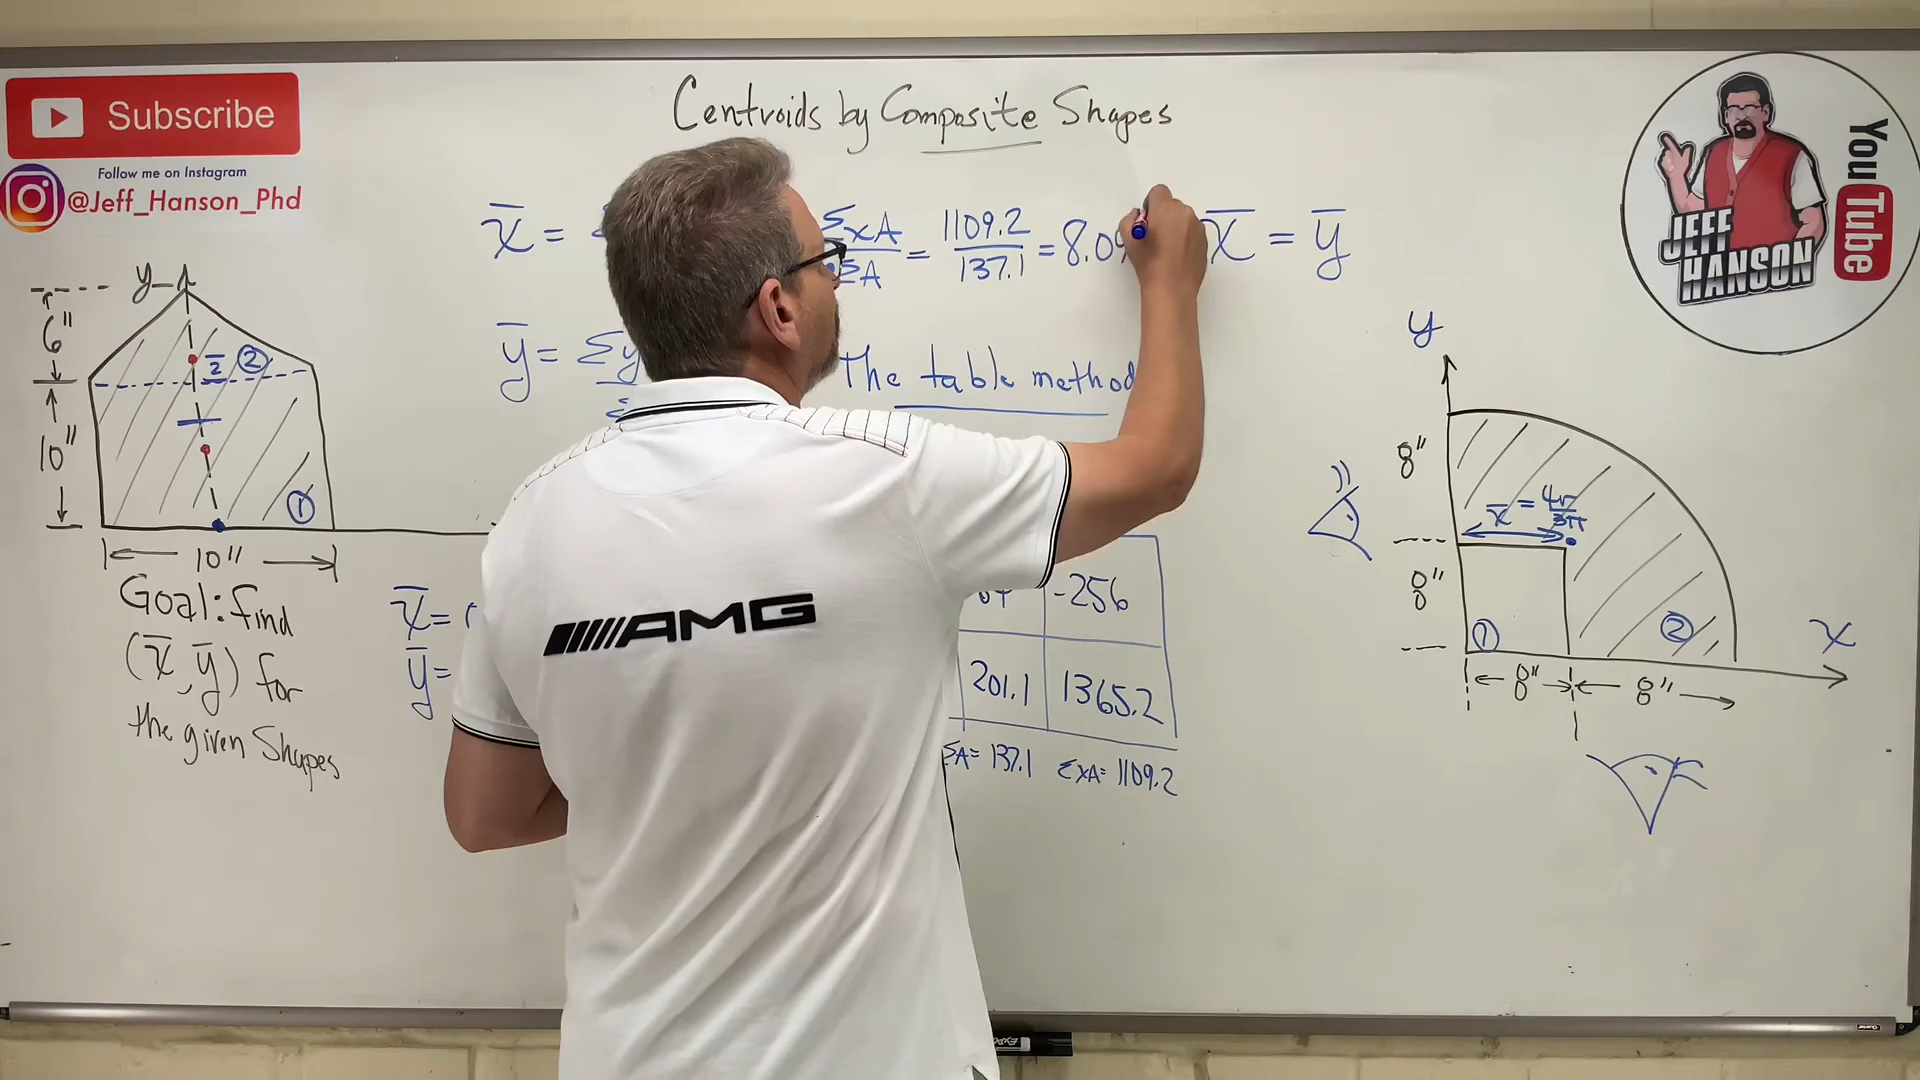 Centroids by Composite Shapes
Subscribe
Follow me on Instagram
@Jeff_Hanson_Phd
YouTube
JEFF
HANSON
x̄ =
ΣxA/ΣA = 1109.2/137.1 = 8.09
x̄ = ȳ
ȳ = Σy
The table method
y
6"
2̄ ②
10"
①
10"
Goal: find
(x̄, ȳ) for
the given Shapes
x̄ =
ȳ =
-256
201.1 1365.2
ΣA= 137.1 ΣxA= 1109.2
y
8"
x̄ = 4r/3π
8"
① ②
x
8" 8"
AMG
EXPO